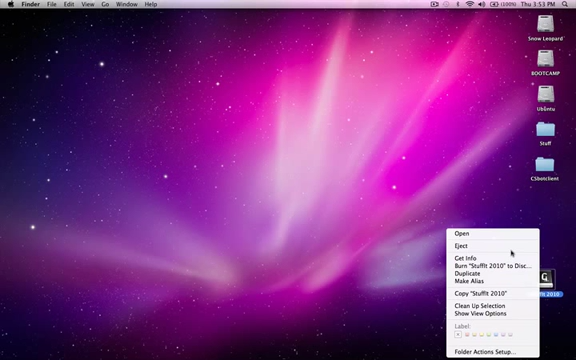 Finder File Edit View Go Window Help (100%) Thu 3:53 PM
Snow Leopard
BOOTCAMP
Ubuntu
Stuff
CSbotclient
Open
Eject
Get Info
Burn "StuffIt 2010" to Disc...
Duplicate
Make Alias
Copy "StuffIt 2010"
Clean Up Selection
Show View Options
Label:
Folder Actions Setup...
2010